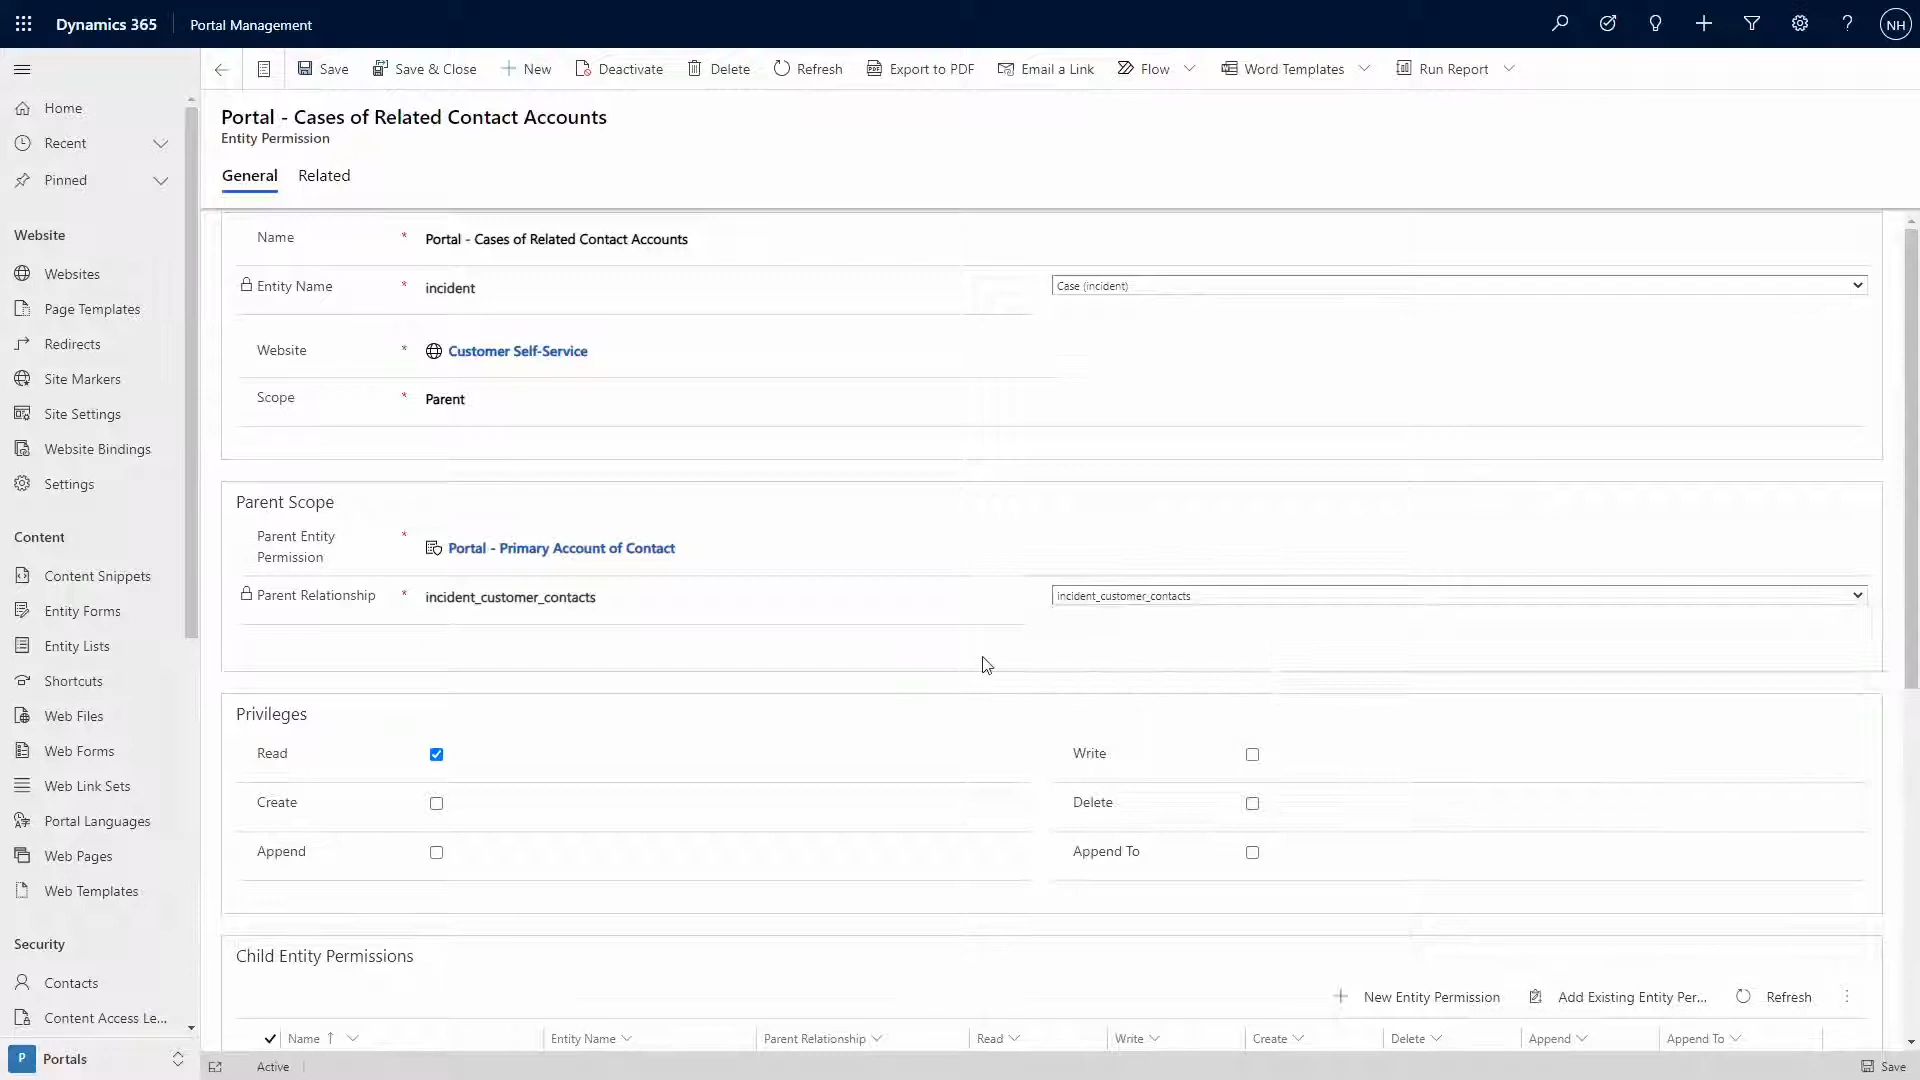 Dynamics 365
Portal Management
NH
Save
Save & Close
New
Deactivate
Delete
Refresh
Export to PDF
Email a Link
Flow
Word Templates
Run Report
Home
Recent
Pinned
Website
Websites
Page Templates
Redirects
Site Markers
Site Settings
Website Bindings
Settings
Content
Content Snippets
Entity Forms
Entity Lists
Shortcuts
Web Files
Web Forms
Web Link Sets
Portal Languages
Web Pages
Web Templates
Security
Contacts
Content Access Le...
P
Portals
Portal - Cases of Related Contact Accounts
Entity Permission
General
Related
Name * Portal - Cases of Related Contact Accounts
Entity Name * incident
Case (incident)
Website * Customer Self-Service
Scope * Parent
Parent Scope
Parent Entity
Permission
* Portal - Primary Account of Contact
Parent Relationship * incident_customer_contacts
incident_customer_contacts
Privileges
Read
Write
Create
Delete
Append
Append To
Child Entity Permissions
New Entity Permission
Add Existing Entity Per...
Refresh
Name ↑
Entity Name
Parent Relationship
Read
Write
Create
Delete
Append
Append To
Active
Save